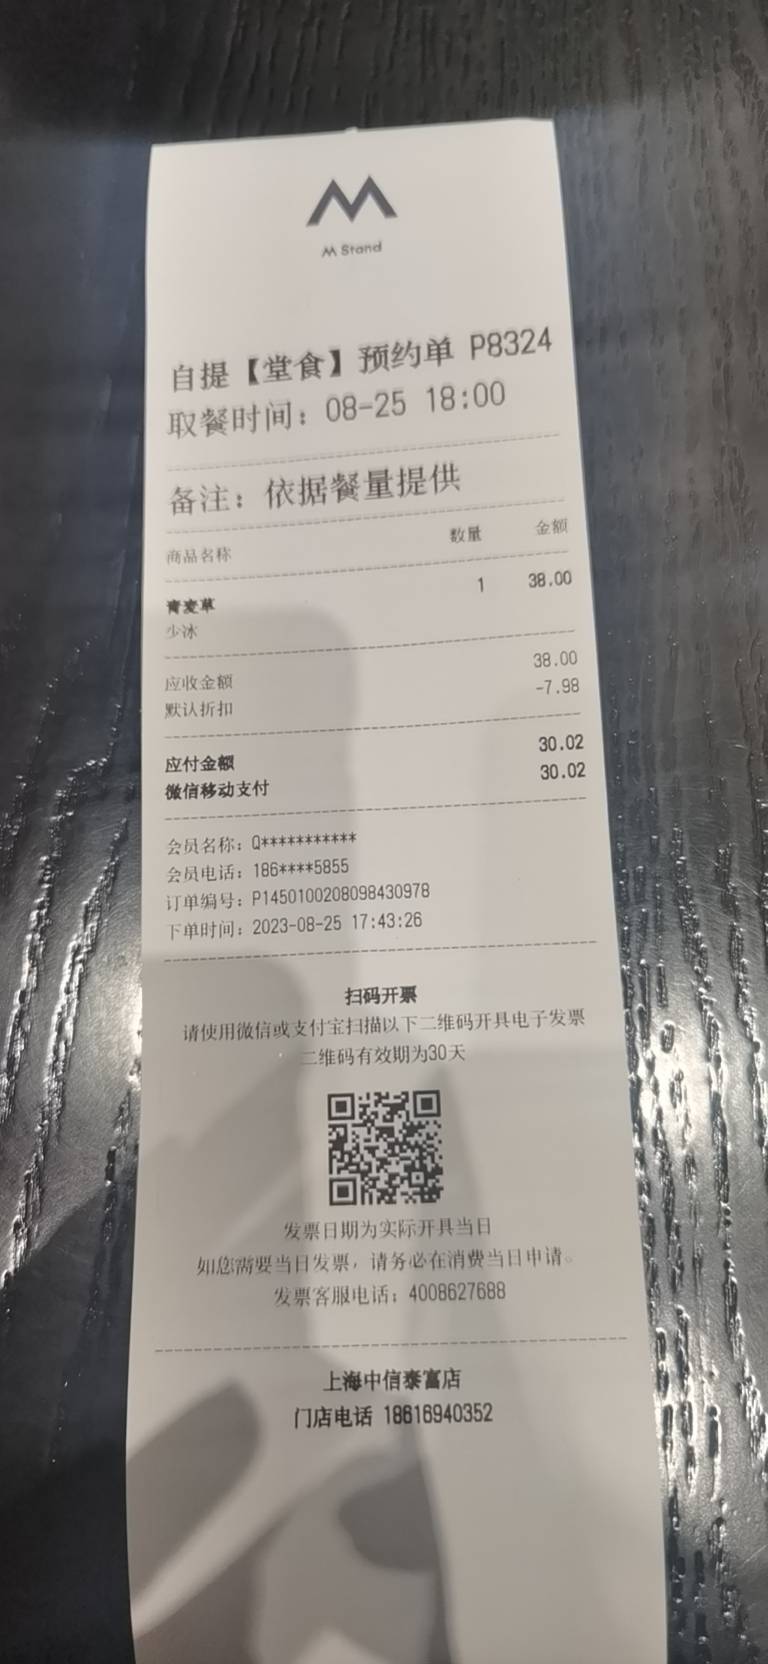 M Stand
自提【堂食】预约单 P8324
取餐时间：08-25 18:00
备注：依据餐量提供
商品名称 数量 金额
青麦草 1 38.00
少冰
应收金额 38.00
默认折扣 -7.98
应付金额 30.02
微信移动支付 30.02
会员名称：Q***********
会员电话：186****5855
订单编号：P1450100208098430978
下单时间：2023-08-25 17:43:26
扫码开票
请使用微信或支付宝扫描以下二维码开具电子发票
二维码有效期为30天
发票日期为实际开具当日
如您需要当日发票，请务必在消费当日申请。
发票客服电话：4008627688
上海中信泰富店
门店电话 18616940352